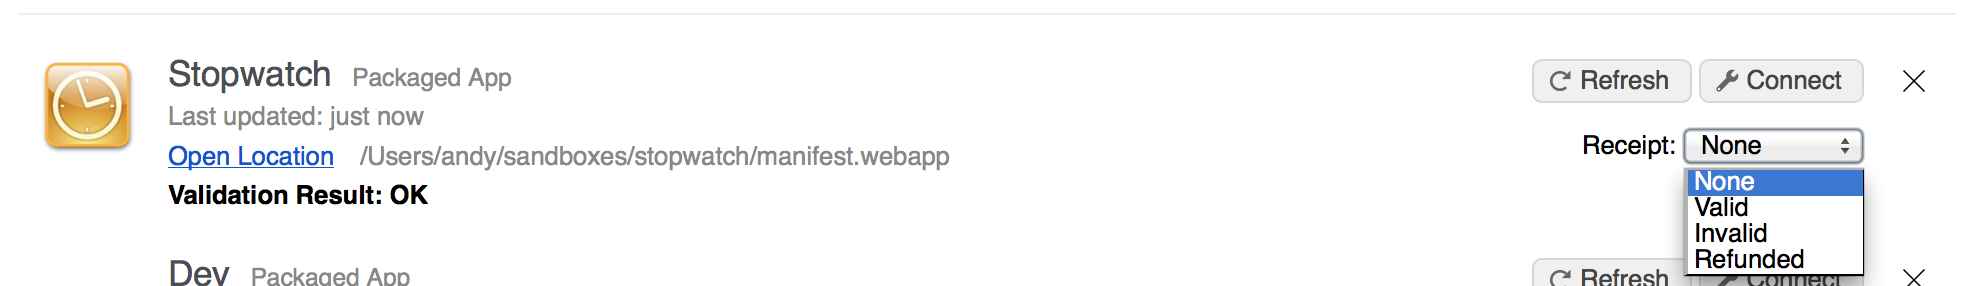 Stopwatch Packaged App Refresh Connect
Last updated: just now
Receipt: None
Open Location /Users/andy/sandboxes/stopwatch/manifest.webapp
None
Validation Result: OK
Valid
Invalid
Refunded
Dev Packaged App Refresh Connect